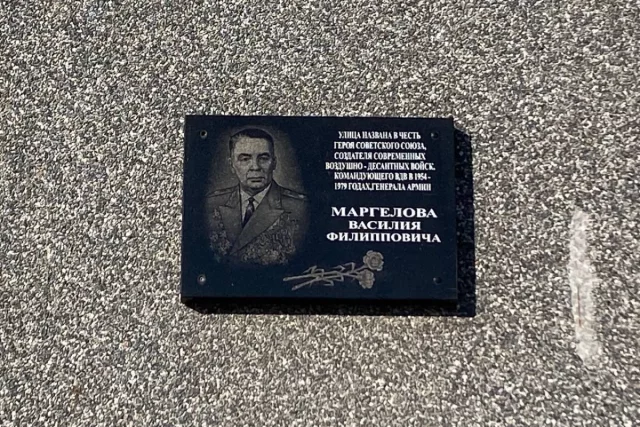 УЛИЦА НАЗВАНА В ЧЕСТЬ
ГЕРОЯ СОВЕТСКОГО СОЮЗА,
СОЗДАТЕЛЯ СОВРЕМЕННЫХ
ВОЗДУШНО - ДЕСАНТНЫХ ВОЙСК,
КОМАНДУЮЩЕГО ВДВ В 1954 -
1979 ГОДАХ,ГЕНЕРАЛА АРМИИ
МАРГЕЛОВА
ВАСИЛИЯ
ФИЛИППОВИЧА